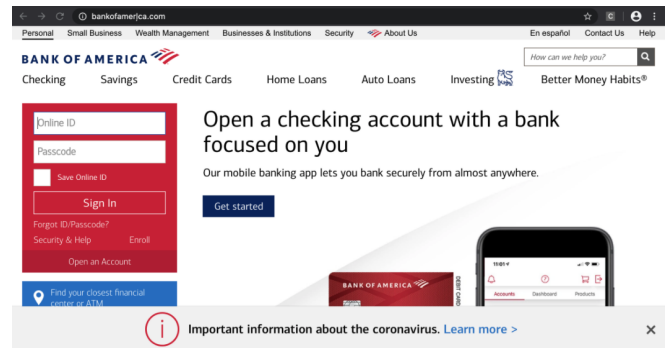 bankofamerįca.com
Personal Small Business Wealth Management Businesses & Institutions Security About Us En español Contact Us Help
BANK OF AMERICA How can we help you?
Checking Savings Credit Cards Home Loans Auto Loans Investing Better Money Habits®
Online ID
Passcode
Save Online ID
Sign In
Forgot ID/Passcode?
Security & Help Enroll
Open an Account
Find your closest financial
center or ATM
Open a checking account with a bank
focused on you
Our mobile banking app lets you bank securely from almost anywhere.
Get started
BANK OF AMERICA
DEBIT CARD
Accounts Dashboard Products
Important information about the coronavirus. Learn more >